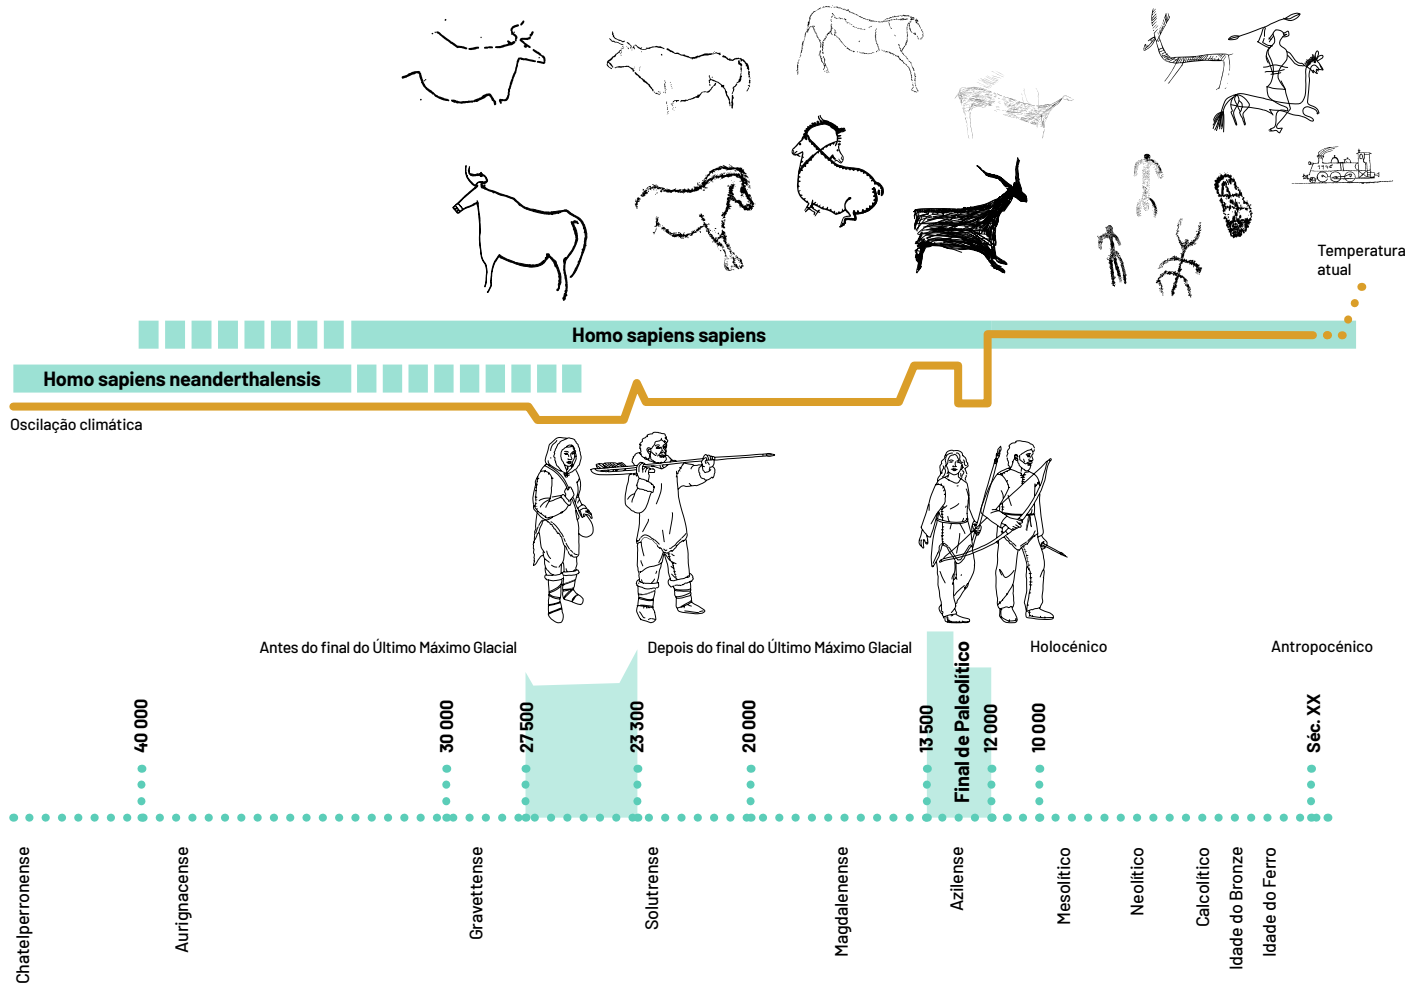 Temperatura
atual
Homo sapiens sapiens
Homo sapiens neanderthalensis
Oscilação climática
Antes do final do Último Máximo Glacial
Depois do final do Último Máximo Glacial
Holocénico
Antropocénico
40 000
30 000
27 500
23 300
20 000
13 500
Final de Paleolítico
12 000
10 000
Séc. XX
Chatelperronense
Aurignacense
Gravettense
Solutrense
Magdalenense
Azilense
Mesolítico
Neolítico
Calcolítico
Idade do Bronze
Idade do Ferro